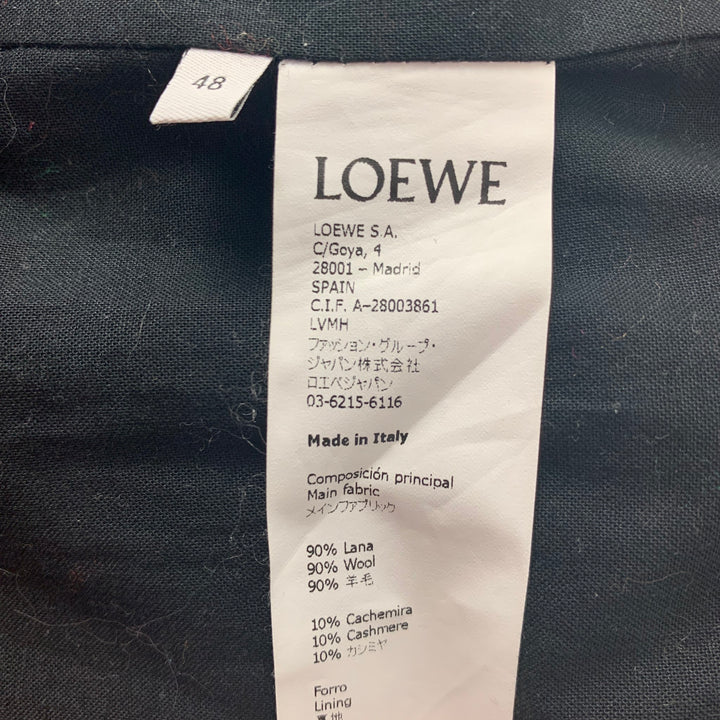 48
LOEWE
LOEWE S.A.
C/Goya, 4
28001 – Madrid
SPAIN
C.I.F. A-28003861
LVMH
ファッション・グループ・
ジャパン株式会社
ロエベジャパン
03-6215-6116
Made in Italy
Composición principal
Main fabric
メインファブリック
90% Lana
90% Wool
90% 羊毛
10% Cachemira
10% Cashmere
10% カシミヤ
Forro
Lining
裏地